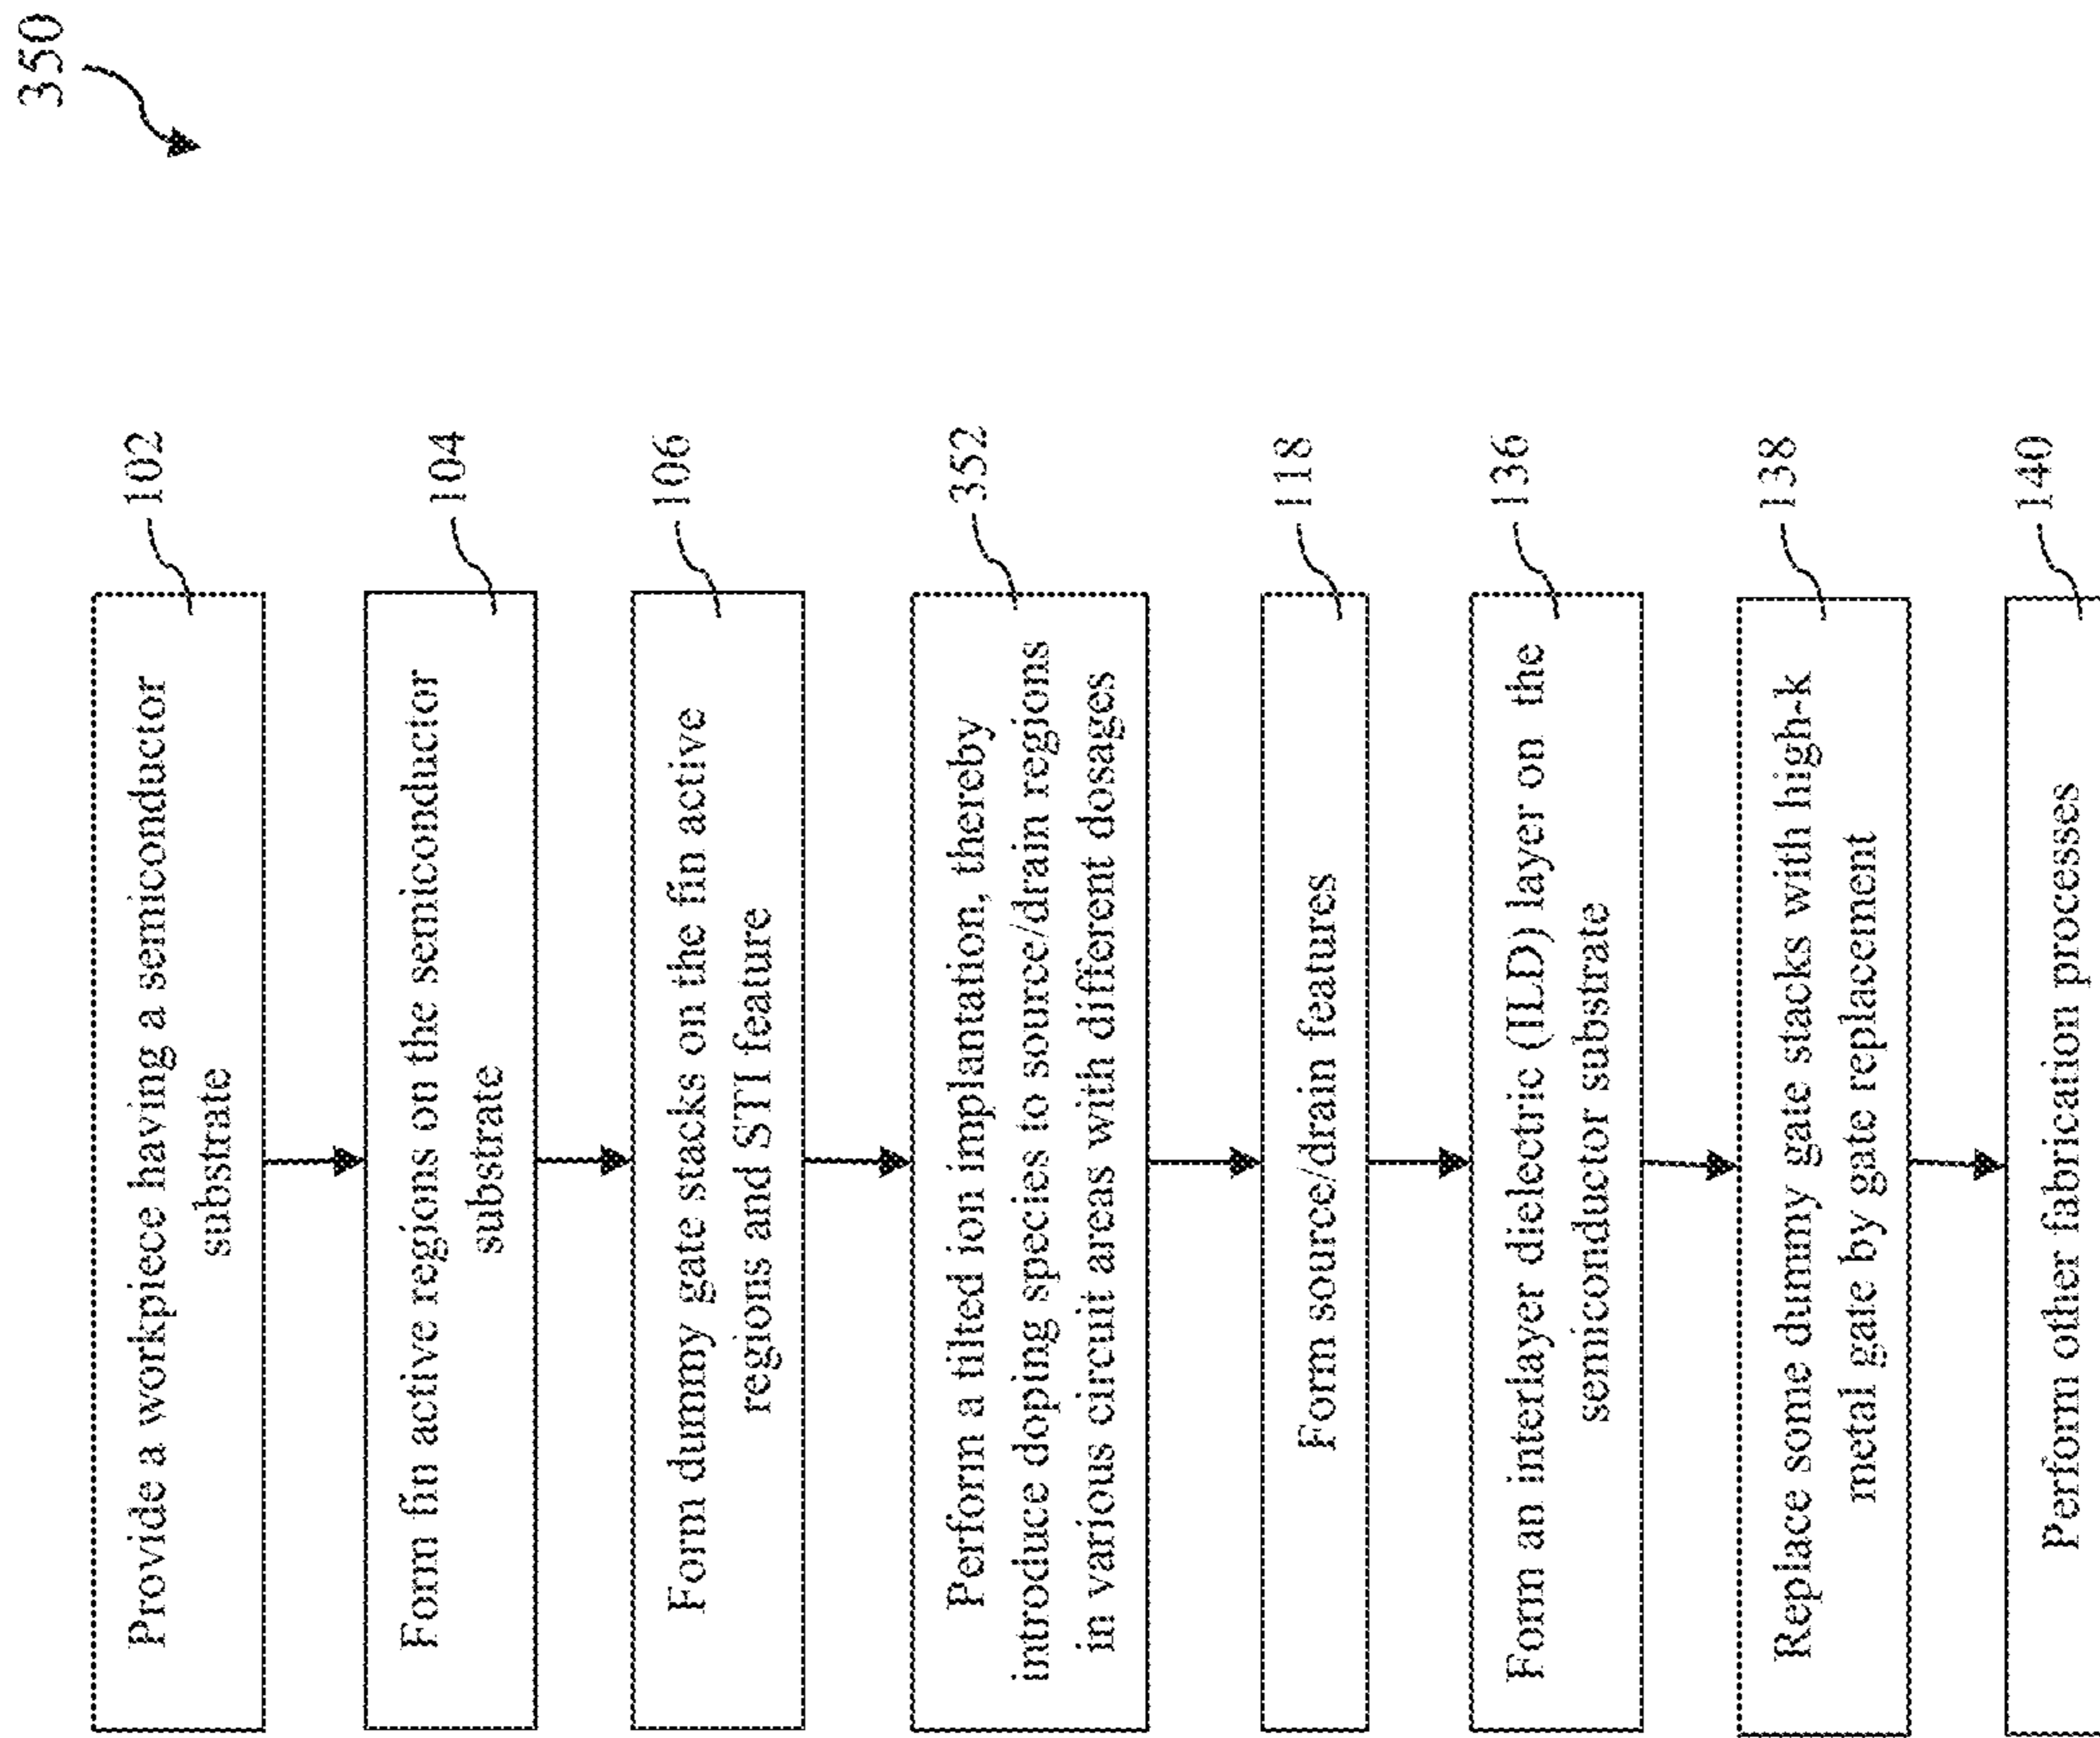 350
Provide a workpiece having a semiconductor
substrate
102
Form fin active regions on the semiconductor
substrate
104
Form dummy gate stacks on the fin active
regions and STI feature
106
Perform a tilted ion implantation, thereby
introduce doping species to source/drain regions
in various circuit areas with different dosages
352
Form source/drain features
118
Form an interlayer dielectric (ILD) layer on the
semiconductor substrate
136
Replace some dummy gate stacks with high-k
metal gate by gate replacement
138
Perform other fabrication processes
140